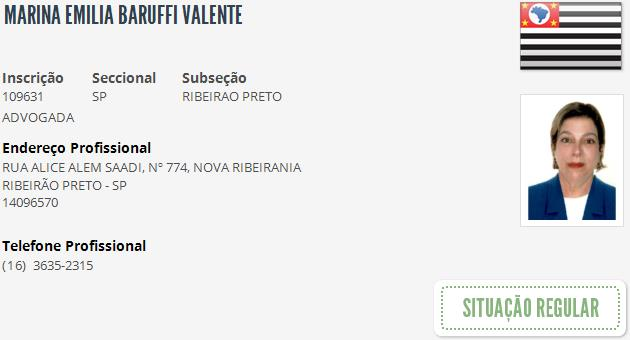 MARINA EMILIA BARUFFI VALENTE
Inscrição Seccional Subseção
109631 SP RIBEIRAO PRETO
ADVOGADA
Endereço Profissional
RUA ALICE ALEM SAADI, Nº 774, NOVA RIBEIRANIA
RIBEIRÃO PRETO - SP
14096570
Telefone Profissional
(16) 3635-2315
SITUAÇÃO REGULAR